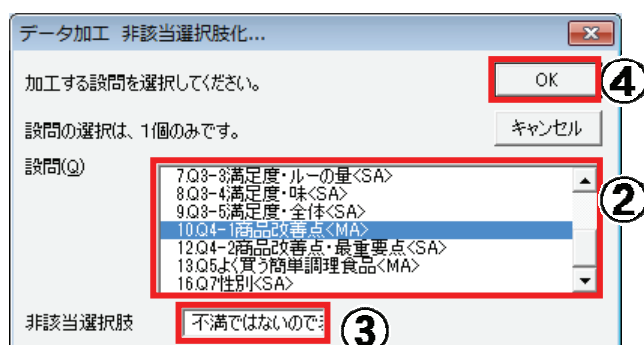 データ加工 非該当選択肢化...
加工する設問を選択してください。
OK
④
設問の選択は、1個のみです。
キャンセル
設問(Q)
7.Q3-3満足度・ルーの量<SA>
8.Q3-4満足度・味<SA>
9.Q3-5満足度・全体<SA>
10.Q4-1商品改善点<MA>
12.Q4-2商品改善点・最重要点<SA>
13.Q5よく買う簡単調理食品<MA>
16.Q7性別<SA>
②
非該当選択肢
不満ではないので
③